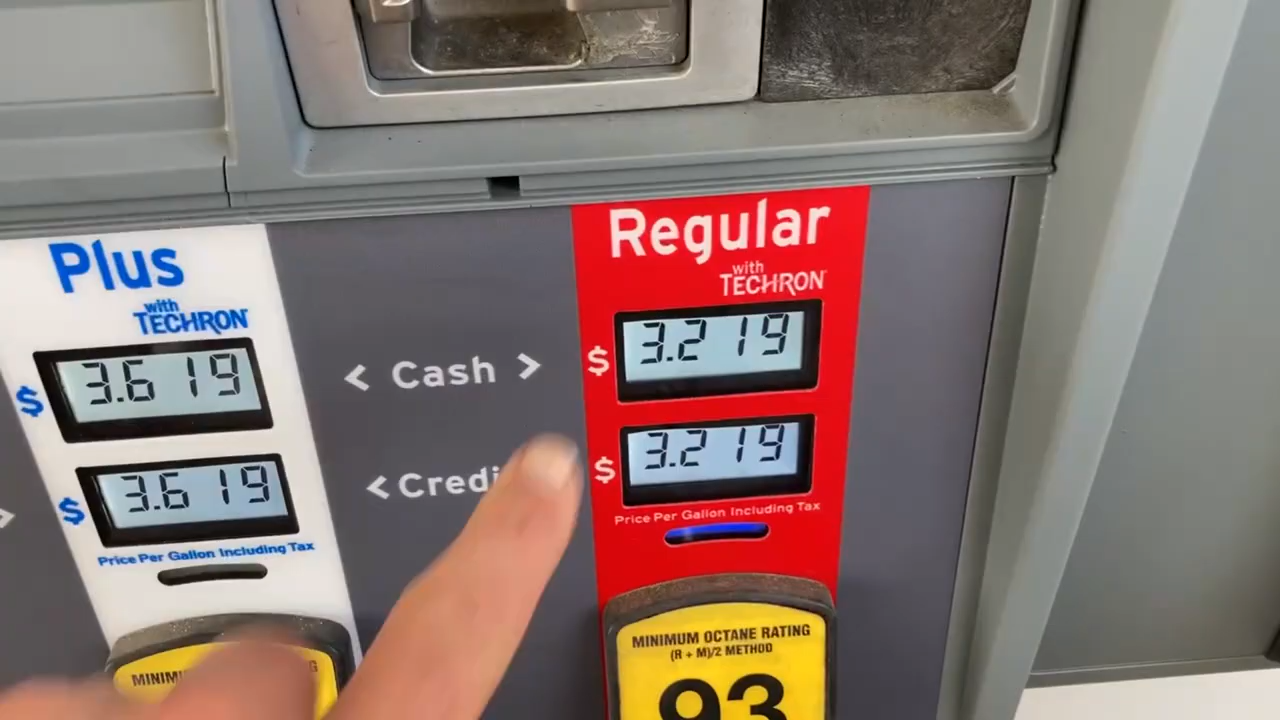 Plus
with
TECHRON
$ 3.619
$ 3.619
Price Per Gallon Including Tax
< Cash >
< Credi
Regular
with
TECHRON
$ 3.219
$ 3.219
Price Per Gallon Including Tax
MINIMUM OCTANE RATING
(R + M)/2 METHOD
93